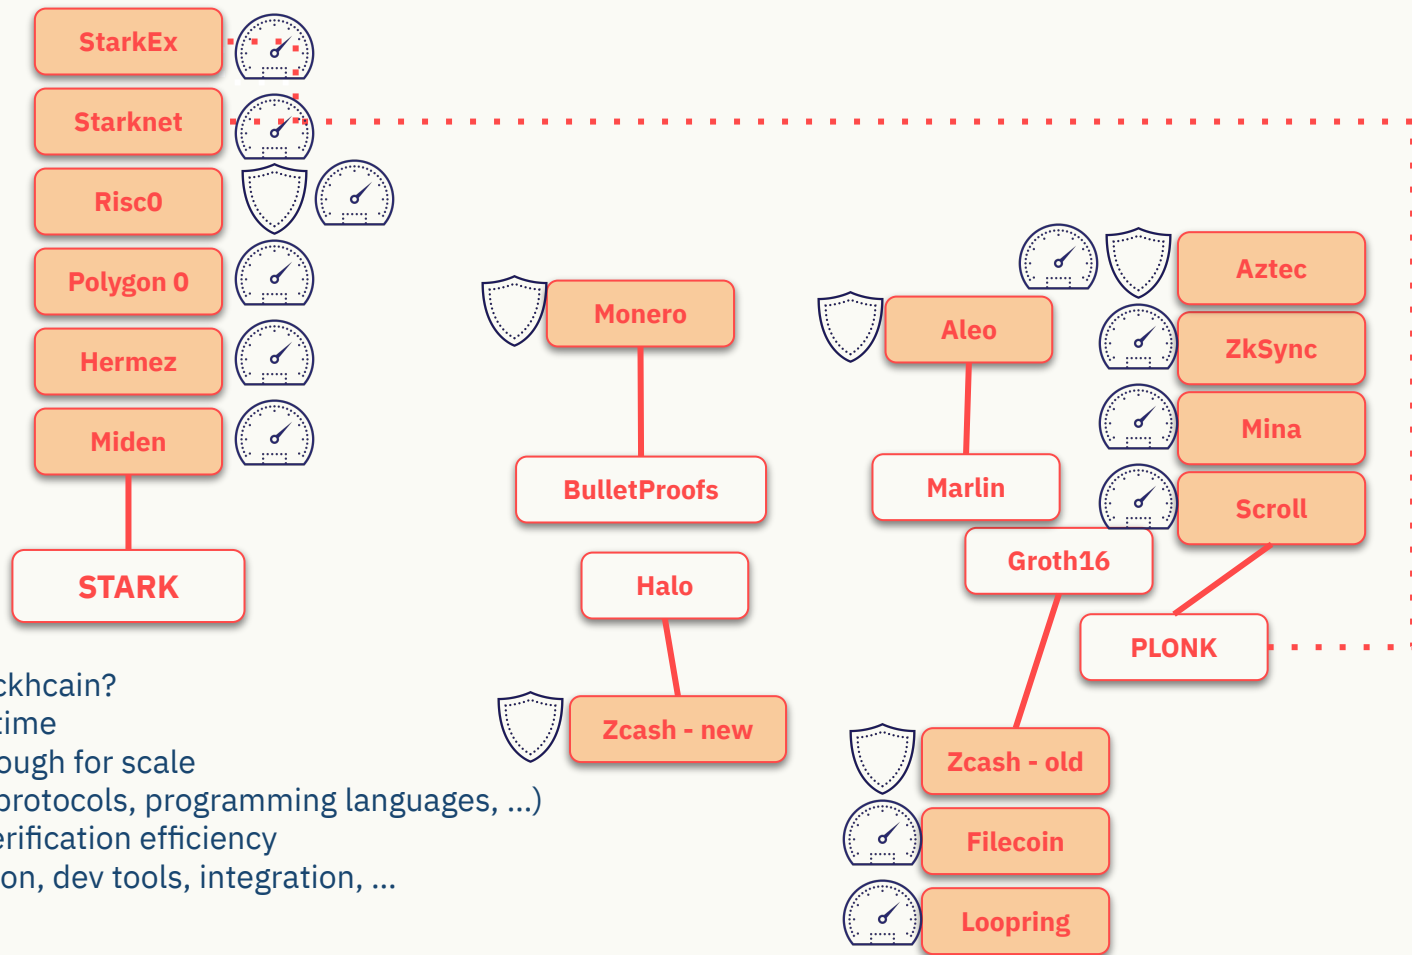 StarkEx
Starknet
Risc0
Polygon 0
Hermez
Miden
STARK
Monero
BulletProofs
Halo
Zcash - new
Aleo
Marlin
Groth16
Aztec
ZkSync
Mina
Scroll
PLONK
Zcash - old
Filecoin
Loopring
ckhcain?
time
ough for scale
protocols, programming languages, ...)
erification efficiency
on, dev tools, integration, ...